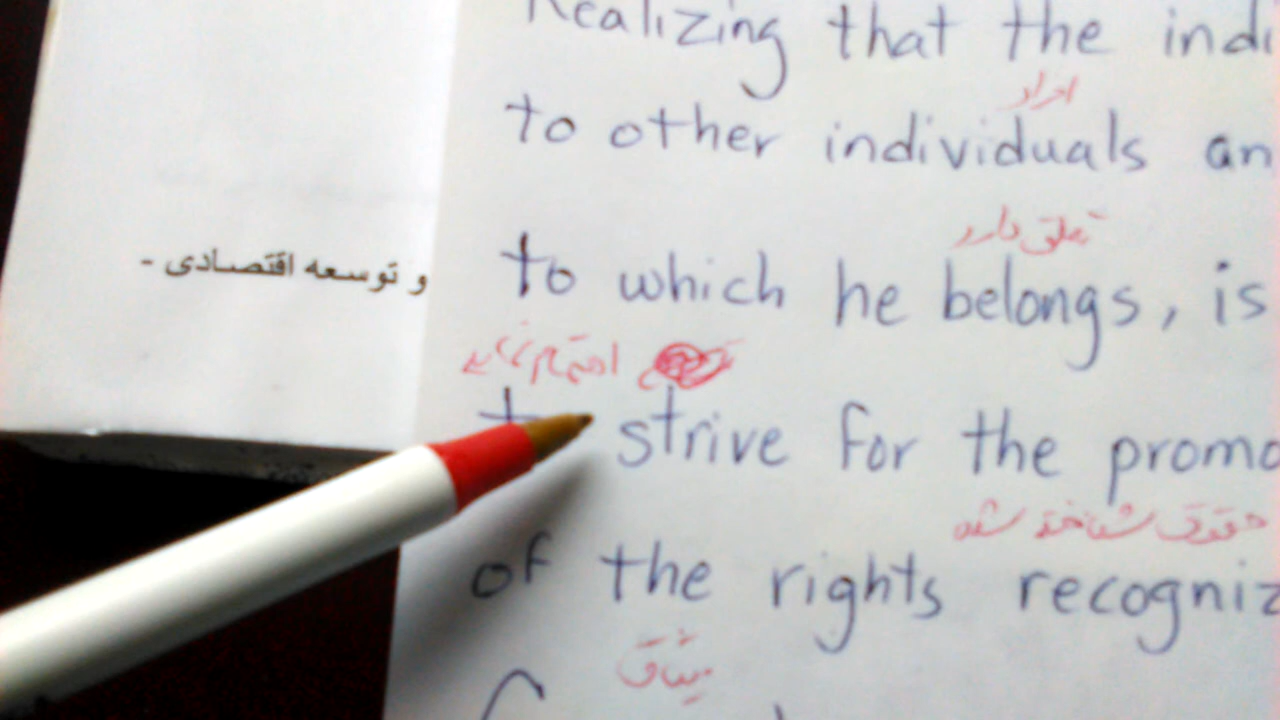 Realizing that the indi
افراد
to other individuals an
تعلق دارد
to which he belongs, is
و توسعه اقتصادی -
اهتمام نماید
to strive for the promo
حقوق شناخته شده
of the rights recogniz
میثاق